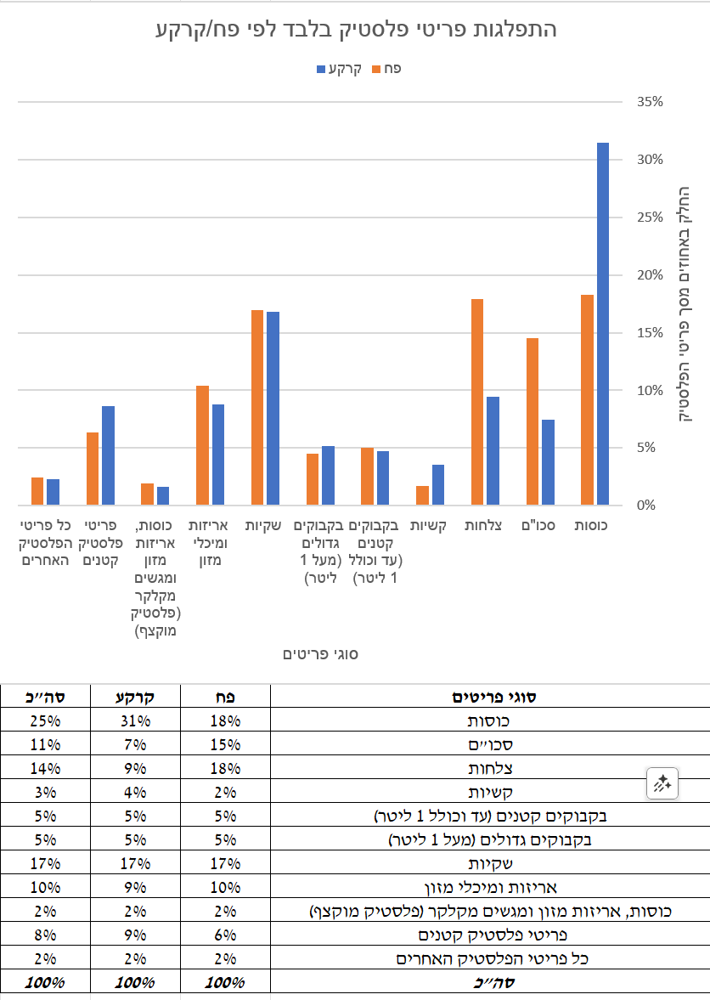 התפלגות פריטי פלסטיק בלבד לפי פח/קרקע
פח קרקע
35%
30%
25%
20%
15%
10%
5%
0%
החלק באחוזים מסך פריטי הפלסטיק
כוסות
סכו"ם
צלחות
קשיות
בקבוקים
קטנים
(עד וכולל
1 ליטר)
בקבוקים
גדולים
(מעל 1
ליטר)
שקיות
אריזות
ומיכלי
מזון
כוסות,
אריזות
מזון
ומגשים
מקלקר
(פלסטיק
מוקצף)
פריטי
פלסטיק
קטנים
כל פריטי
הפלסטיק
האחרים
סוגי פריטים
סוגי פריטים פח קרקע סה״כ
כוסות 18% 31% 25%
סכו״ם 15% 7% 11%
צלחות 18% 9% 14%
קשיות 2% 4% 3%
בקבוקים קטנים (עד וכולל 1 ליטר) 5% 5% 5%
בקבוקים גדולים (מעל 1 ליטר) 5% 5% 5%
שקיות 17% 17% 17%
אריזות ומיכלי מזון 10% 9% 10%
כוסות, אריזות מזון ומגשים מקלקר (פלסטיק מוקצף) 2% 2% 2%
פריטי פלסטיק קטנים 6% 9% 8%
כל פריטי הפלסטיק האחרים 2% 2% 2%
סה״כ 100% 100% 100%